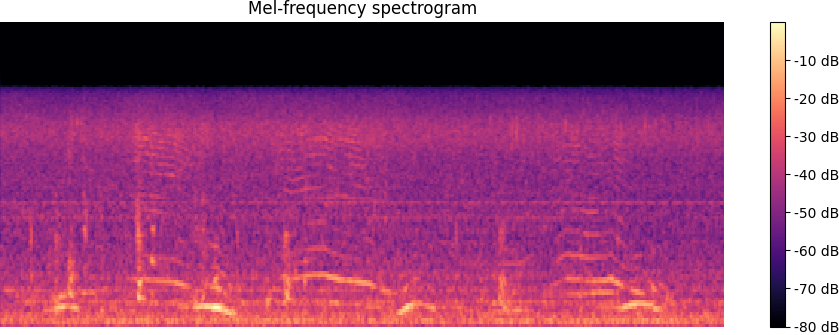 Mel-frequency spectrogram
-10 dB
-20 dB
-30 dB
-40 dB
-50 dB
-60 dB
-70 dB
-80 dB